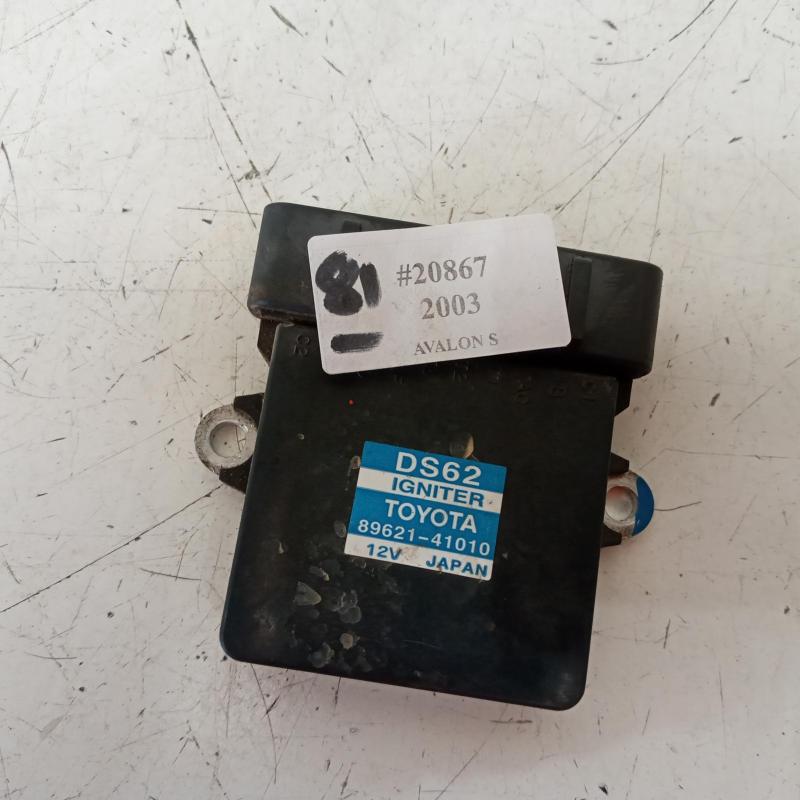 81
#20867
2003
AVALON S
DS62
IGNITER
TOYOTA
89621-41010
12V JAPAN